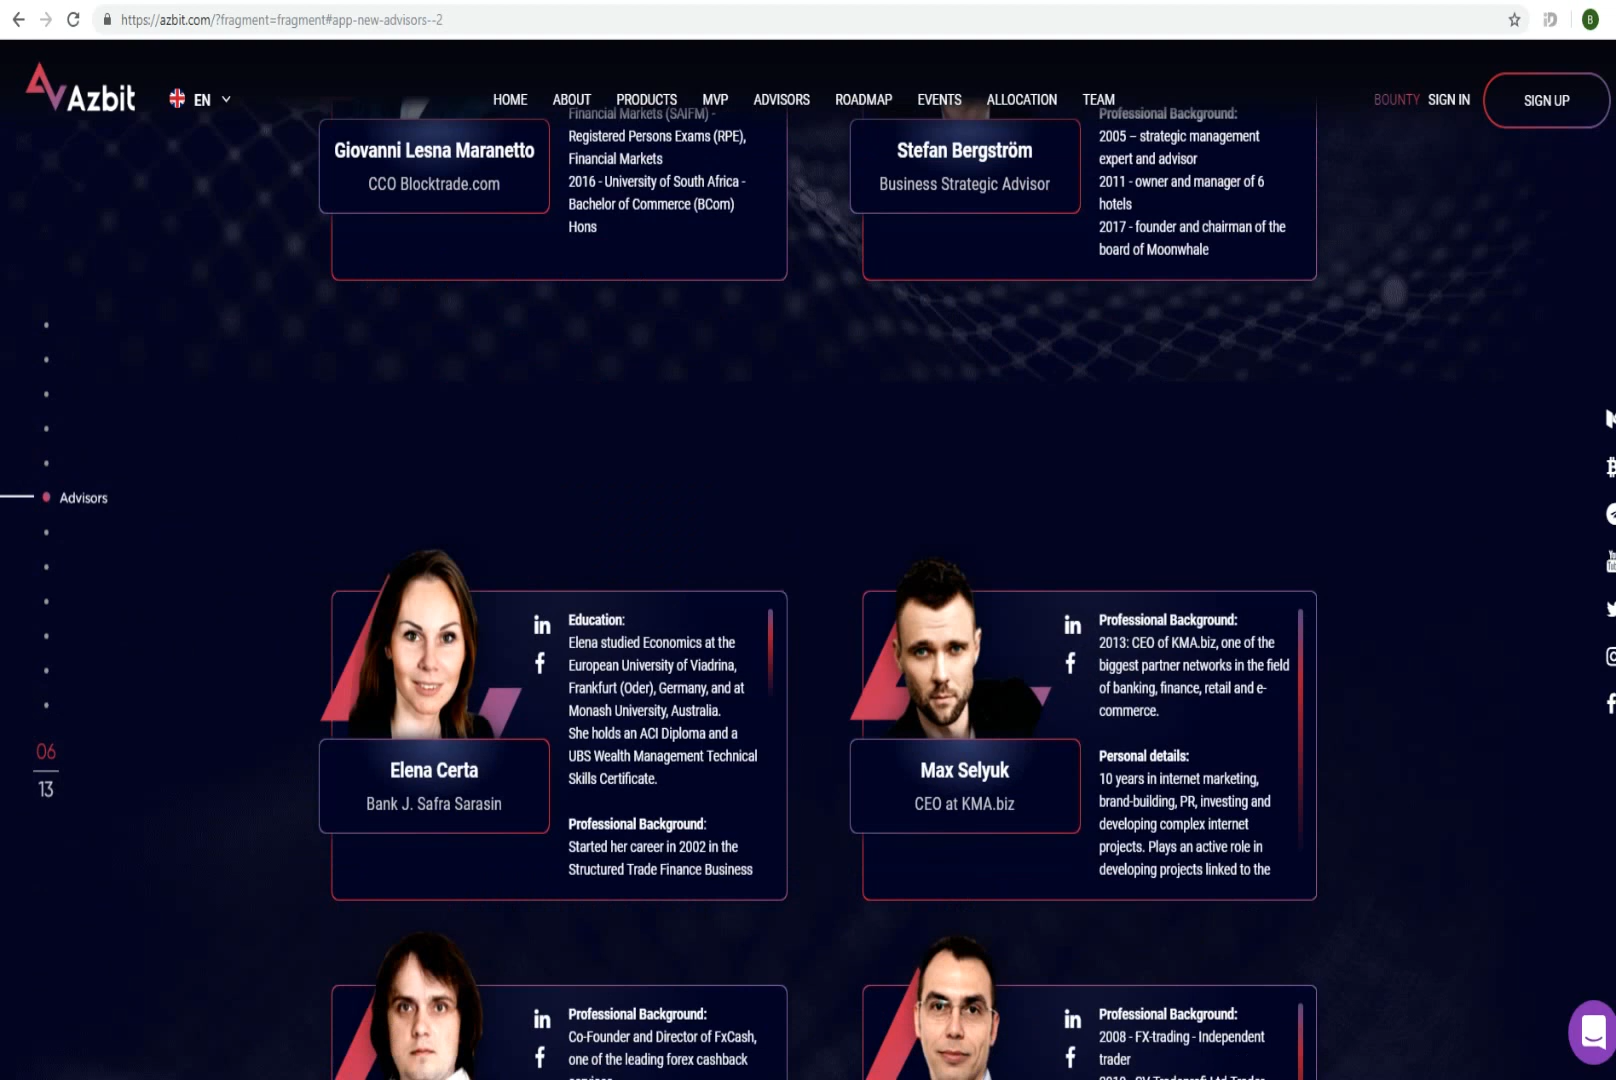 https://azbit.com/?fragment=fragment#app-new-advisors--2
B
Azbit
EN
HOME ABOUT PRODUCTS MVP ADVISORS ROADMAP EVENTS ALLOCATION TEAM
BOUNTY SIGN IN SIGN UP
Giovanni Lesna Maranetto
CCO Blocktrade.com
Financial Markets (SAIFM) -
Registered Persons Exams (RPE),
Financial Markets
2016 - University of South Africa -
Bachelor of Commerce (BCom)
Hons
Stefan Bergström
Business Strategic Advisor
Professional Background:
2005 – strategic management
expert and advisor
2011 - owner and manager of 6
hotels
2017 - founder and chairman of the
board of Moonwhale
Advisors
06
13
Elena Certa
Bank J. Safra Sarasin
Education:
Elena studied Economics at the
European University of Viadrina,
Frankfurt (Oder), Germany, and at
Monash University, Australia.
She holds an ACI Diploma and a
UBS Wealth Management Technical
Skills Certificate.
Professional Background:
Started her career in 2002 in the
Structured Trade Finance Business
Max Selyuk
CEO at KMA.biz
Professional Background:
2013: CEO of KMA.biz, one of the
biggest partner networks in the field
of banking, finance, retail and e-
commerce.
Personal details:
10 years in internet marketing,
brand-building, PR, investing and
developing complex internet
projects. Plays an active role in
developing projects linked to the
Professional Background:
Co-Founder and Director of FxCash,
one of the leading forex cashback
Professional Background:
2008 - FX-trading - Independent
trader